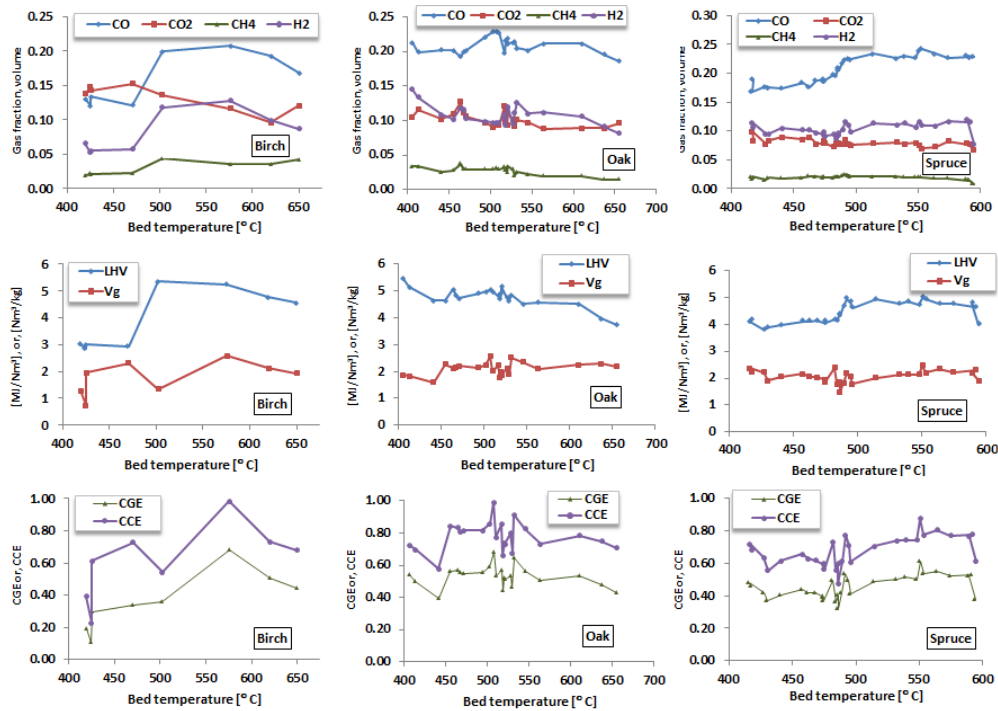 CO CO2 CH4 H2
Gas fraction, volume
0.25
0.20
0.15
0.10
0.05
0.00
400 450 500 550 600 650
Bed temperature [° C]
Birch
CO CO2 CH4 H2
Gas fraction, volume
0.25
0.20
0.15
0.10
0.05
0.00
400 450 500 550 600 650 700
Bed temperature [° C]
Oak
CO CO2
CH4 H2
Gas fraction, volume
0.30
0.25
0.20
0.15
0.10
0.05
0.00
400 450 500 550 600
Bed temperature [° C]
Spruce
LHV
Vg
[MJ/Nm³], or, [Nm³/kg]
6
5
4
3
2
1
0
400 450 500 550 600 650
Bed temperature [° C]
Birch
LHV
Vg
6
5
4
3
2
1
0
400 450 500 550 600 650 700
Bed temperature [° C]
Oak
LHV
Vg
[MJ/Nm³], or, [Nm³/kg]
6
5
4
3
2
1
0
400 450 500 550 600
Bed temperature [° C]
Spruce
CGE
CCE
CGE or, CCE
1.00
0.80
0.60
0.40
0.20
0.00
400 450 500 550 600 650
Bed temperature [° C]
Birch
CGE
CCE
CGE or, CCE
1.00
0.80
0.60
0.40
0.20
0.00
400 450 500 550 600 650 700
Bed temperature [° C]
Oak
CGE
CCE
CGE or, CCE
1.00
0.80
0.60
0.40
0.20
0.00
400 450 500 550 600
Bed temperature [° C]
Spruce